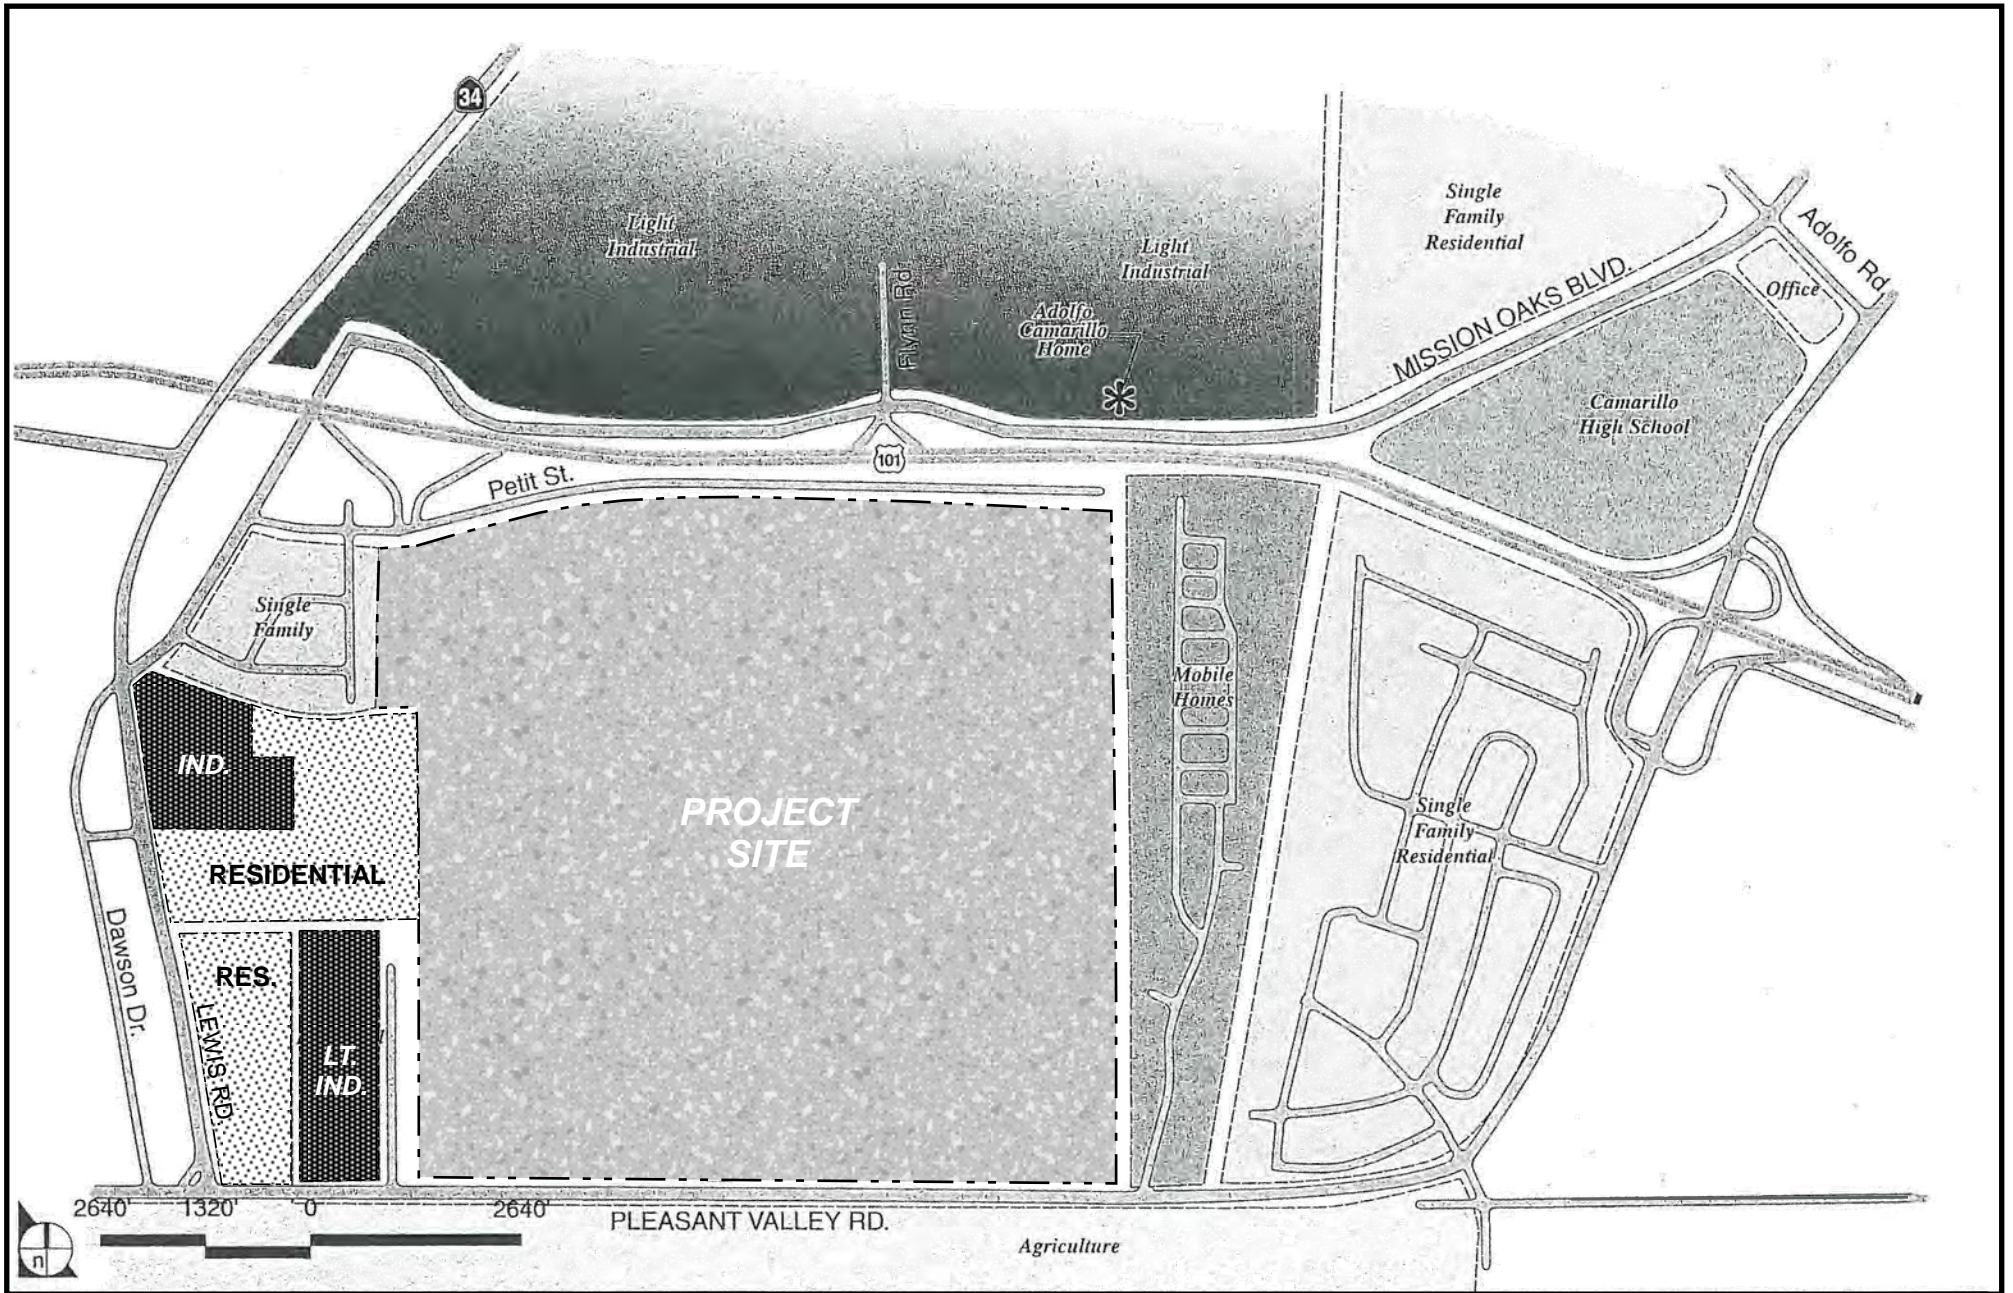 34
Light
Industrial
Light
Industrial
Single
Family
Residential
Adolfo Rd.
Office
Flynn Rd
Adolfo
Camarillo
Home
MISSION OAKS BLVD.
Camarillo
High School
101
Petit St.
Single
Family
Mobile
Homes
IND.
PROJECT
SITE
Single
Family
Residential
RESIDENTIAL
Dawson Dr.
RES.
LEWIS RD
LT.
IND.
2640'
1320'
0'
2640'
PLEASANT VALLEY RD.
Agriculture
n